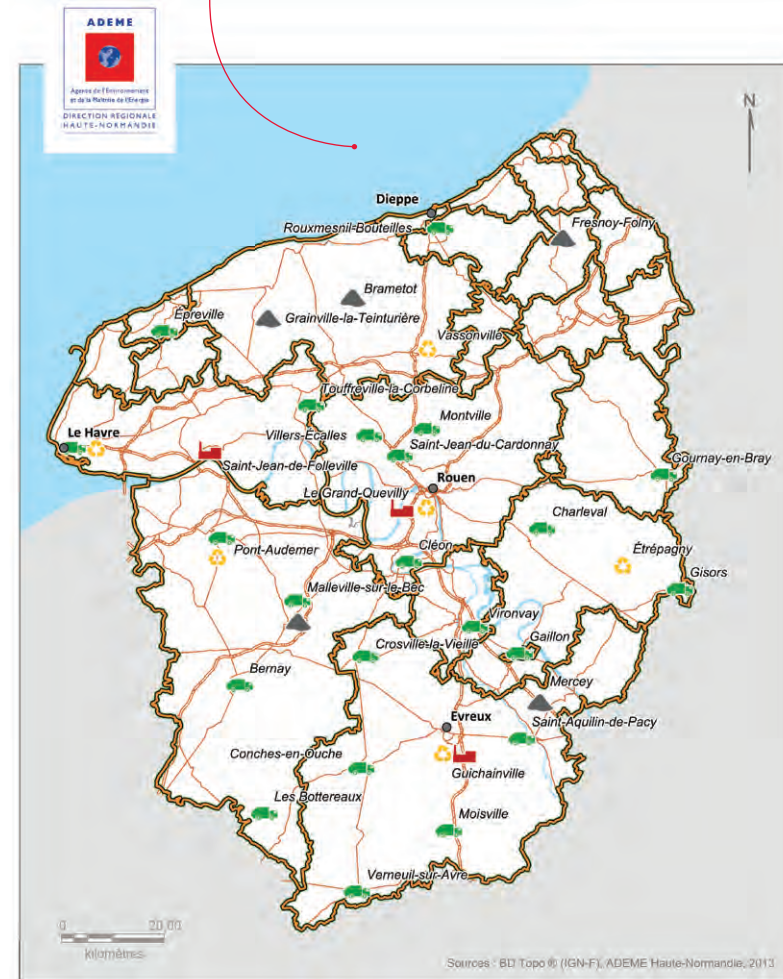 ADEME
Agence de l'Environnement
et de la Maîtrise de l'Energie
DIRECTION RÉGIONALE
HAUTE-NORMANDIE
N
Dieppe
Rouxmesnil-Bouteilles
Fresnoy-Folny
Brametot
Épreville
Grainville-la-Teinturière
Vassonville
Touffreville-la-Corbeline
Montville
Le Havre
Villers-Écalles
Saint-Jean-du-Cardonnay
Saint-Jean-de-Folleville
Gournay-en-Bray
Rouen
Le Grand-Quevilly
Charleval
Pont-Audemer
Cléon
Étrépagny
Gisors
Malleville-sur-le-Bec
Vironvay
Crosville-la-Vieille
Gaillon
Bernay
Mercey
Evreux
Saint-Aquilin-de-Pacy
Conches-en-Ouche
Guichainville
Les Bottereaux
Moisville
Verneuil-sur-Avre
0 20,00
kilomètres
Sources : BD Topo ® (IGN-F), ADEME Haute-Normandie, 2013